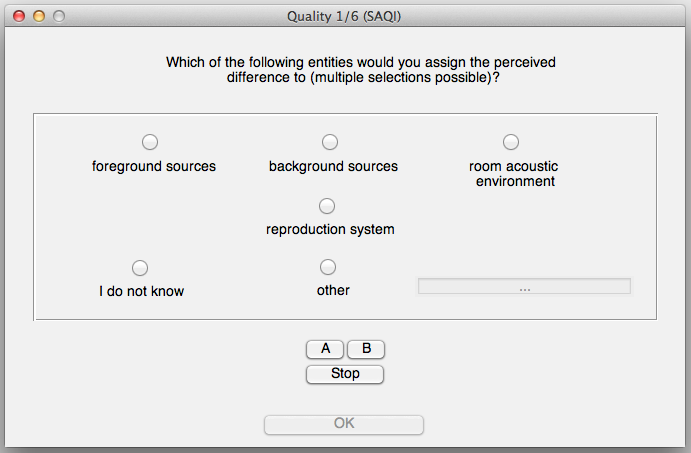 Quality 1/6 (SAQI)
Which of the following entities would you assign the perceived
difference to (multiple selections possible)?
foreground sources
background sources
room acoustic
environment
reproduction system
I do not know
other
...
A
B
Stop
OK